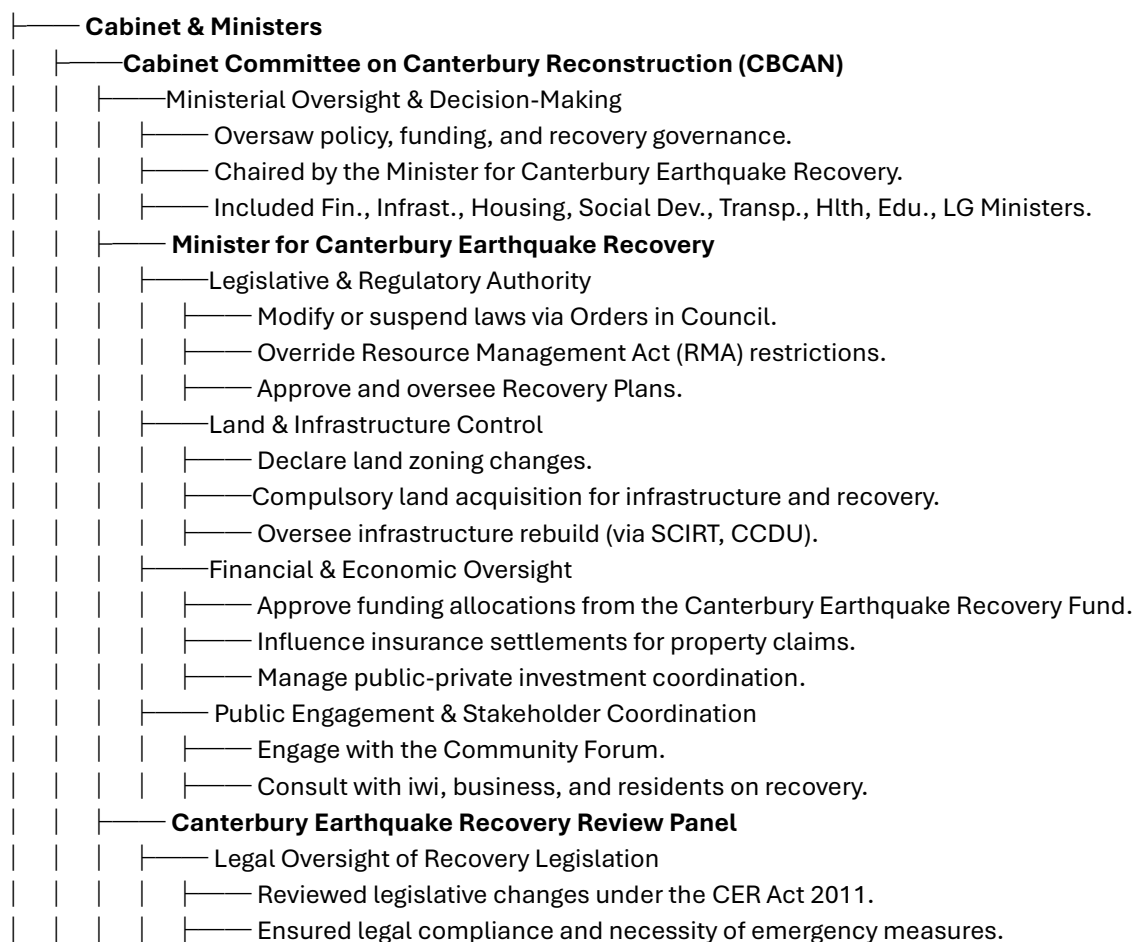 Cabinet & Ministers
Cabinet Committee on Canterbury Reconstruction (CBCAN)
Ministerial Oversight & Decision-Making
Oversaw policy, funding, and recovery governance.
Chaired by the Minister for Canterbury Earthquake Recovery.
Included Fin., Infrast., Housing, Social Dev., Transp., Hlth, Edu., LG Ministers.
Minister for Canterbury Earthquake Recovery
Legislative & Regulatory Authority
Modify or suspend laws via Orders in Council.
Override Resource Management Act (RMA) restrictions.
Approve and oversee Recovery Plans.
Land & Infrastructure Control
Declare land zoning changes.
Compulsory land acquisition for infrastructure and recovery.
Oversee infrastructure rebuild (via SCIRT, CCDU).
Financial & Economic Oversight
Approve funding allocations from the Canterbury Earthquake Recovery Fund.
Influence insurance settlements for property claims.
Manage public-private investment coordination.
Public Engagement & Stakeholder Coordination
Engage with the Community Forum.
Consult with iwi, business, and residents on recovery.
Canterbury Earthquake Recovery Review Panel
Legal Oversight of Recovery Legislation
Reviewed legislative changes under the CER Act 2011.
Ensured legal compliance and necessity of emergency measures.